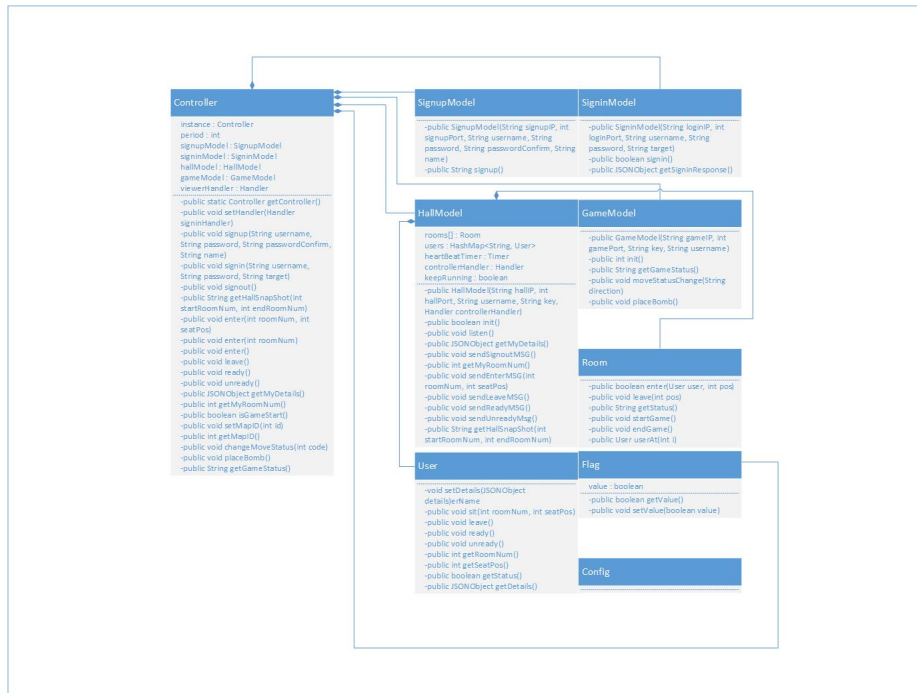 Controller
instance : Controller
period : int
signupModel : SignupModel
signinModel : SigninModel
hallModel : HallModel
gameModel : GameModel
viewerHandler : Handler
-public static Controller getController()
-public void setHandler(Handler
signinHandler)
-public void signup(String username,
String password, String passwordConfirm,
String name)
-public void signin(String username,
String password, String target)
-public void signout()
-public String getHallSnapShot(int
startRoomNum, int endRoomNum)
-public void enter(int roomNum, int
seatPos)
-public void enter(int roomNum)
-public void enter()
-public void leave()
-public void ready()
-public void unready()
-public JSONObject getMyDetails()
-public int getMyRoomNum()
-public boolean isGameStart()
-public void setMapID(int id)
-public int getMapID()
-public void changeMoveStatus(int code)
-public void placeBomb()
-public String getGameStatus()
SignupModel
-public SignupModel(String signupIP, int
signupPort, String username, String
password, String passwordConfirm, String
name)
-public String signup()
SigninModel
-public SigninModel(String loginIP, int
loginPort, String username, String
password, String target)
-public boolean signin()
-public JSONObject getSignInResponse()
HallModel
rooms[] : Room
users : HashMap<String, User>
heartBeatTimer : Timer
controllerHandler : Handler
keepRunning : boolean
-public HallModel(String hallIP, int
hallPort, String username, String key,
Handler controllerHandler)
-public boolean init()
-public void listen()
-public JSONObject getMyDetails()
-public void sendSignoutMSG()
-public int getMyRoomNum()
-public void sendEnterMSG(int
roomNum, int seatPos)
-public void sendLeaveMSG()
-public void sendReadyMSG()
-public void sendUnreadyMsg()
-public String getHallSnapShot(int
startRoomNum, int endRoomNum)
GameModel
-public GameModel(String gameIP, int
gamePort, String key, String username)
-public int init()
-public String getGameStatus()
-public void moveStatusChange(String
direction)
-public void placeBomb()
Room
-public boolean enter(User user, int pos)
-public void leave(int pos)
-public String getStatus()
-public void startGame()
-public void endGame()
-public User userAt(int i)
User
-void setDetails(JSONObject
details)erName
-public void sit(int roomNum, int seatPos)
-public void leave()
-public void ready()
-public void unready()
-public int getRoomNum()
-public int getSeatPos()
-public boolean getStatus()
-public JSONObject getDetails()
Flag
value : boolean
-public boolean getValue()
-public void setValue(boolean value)
Config